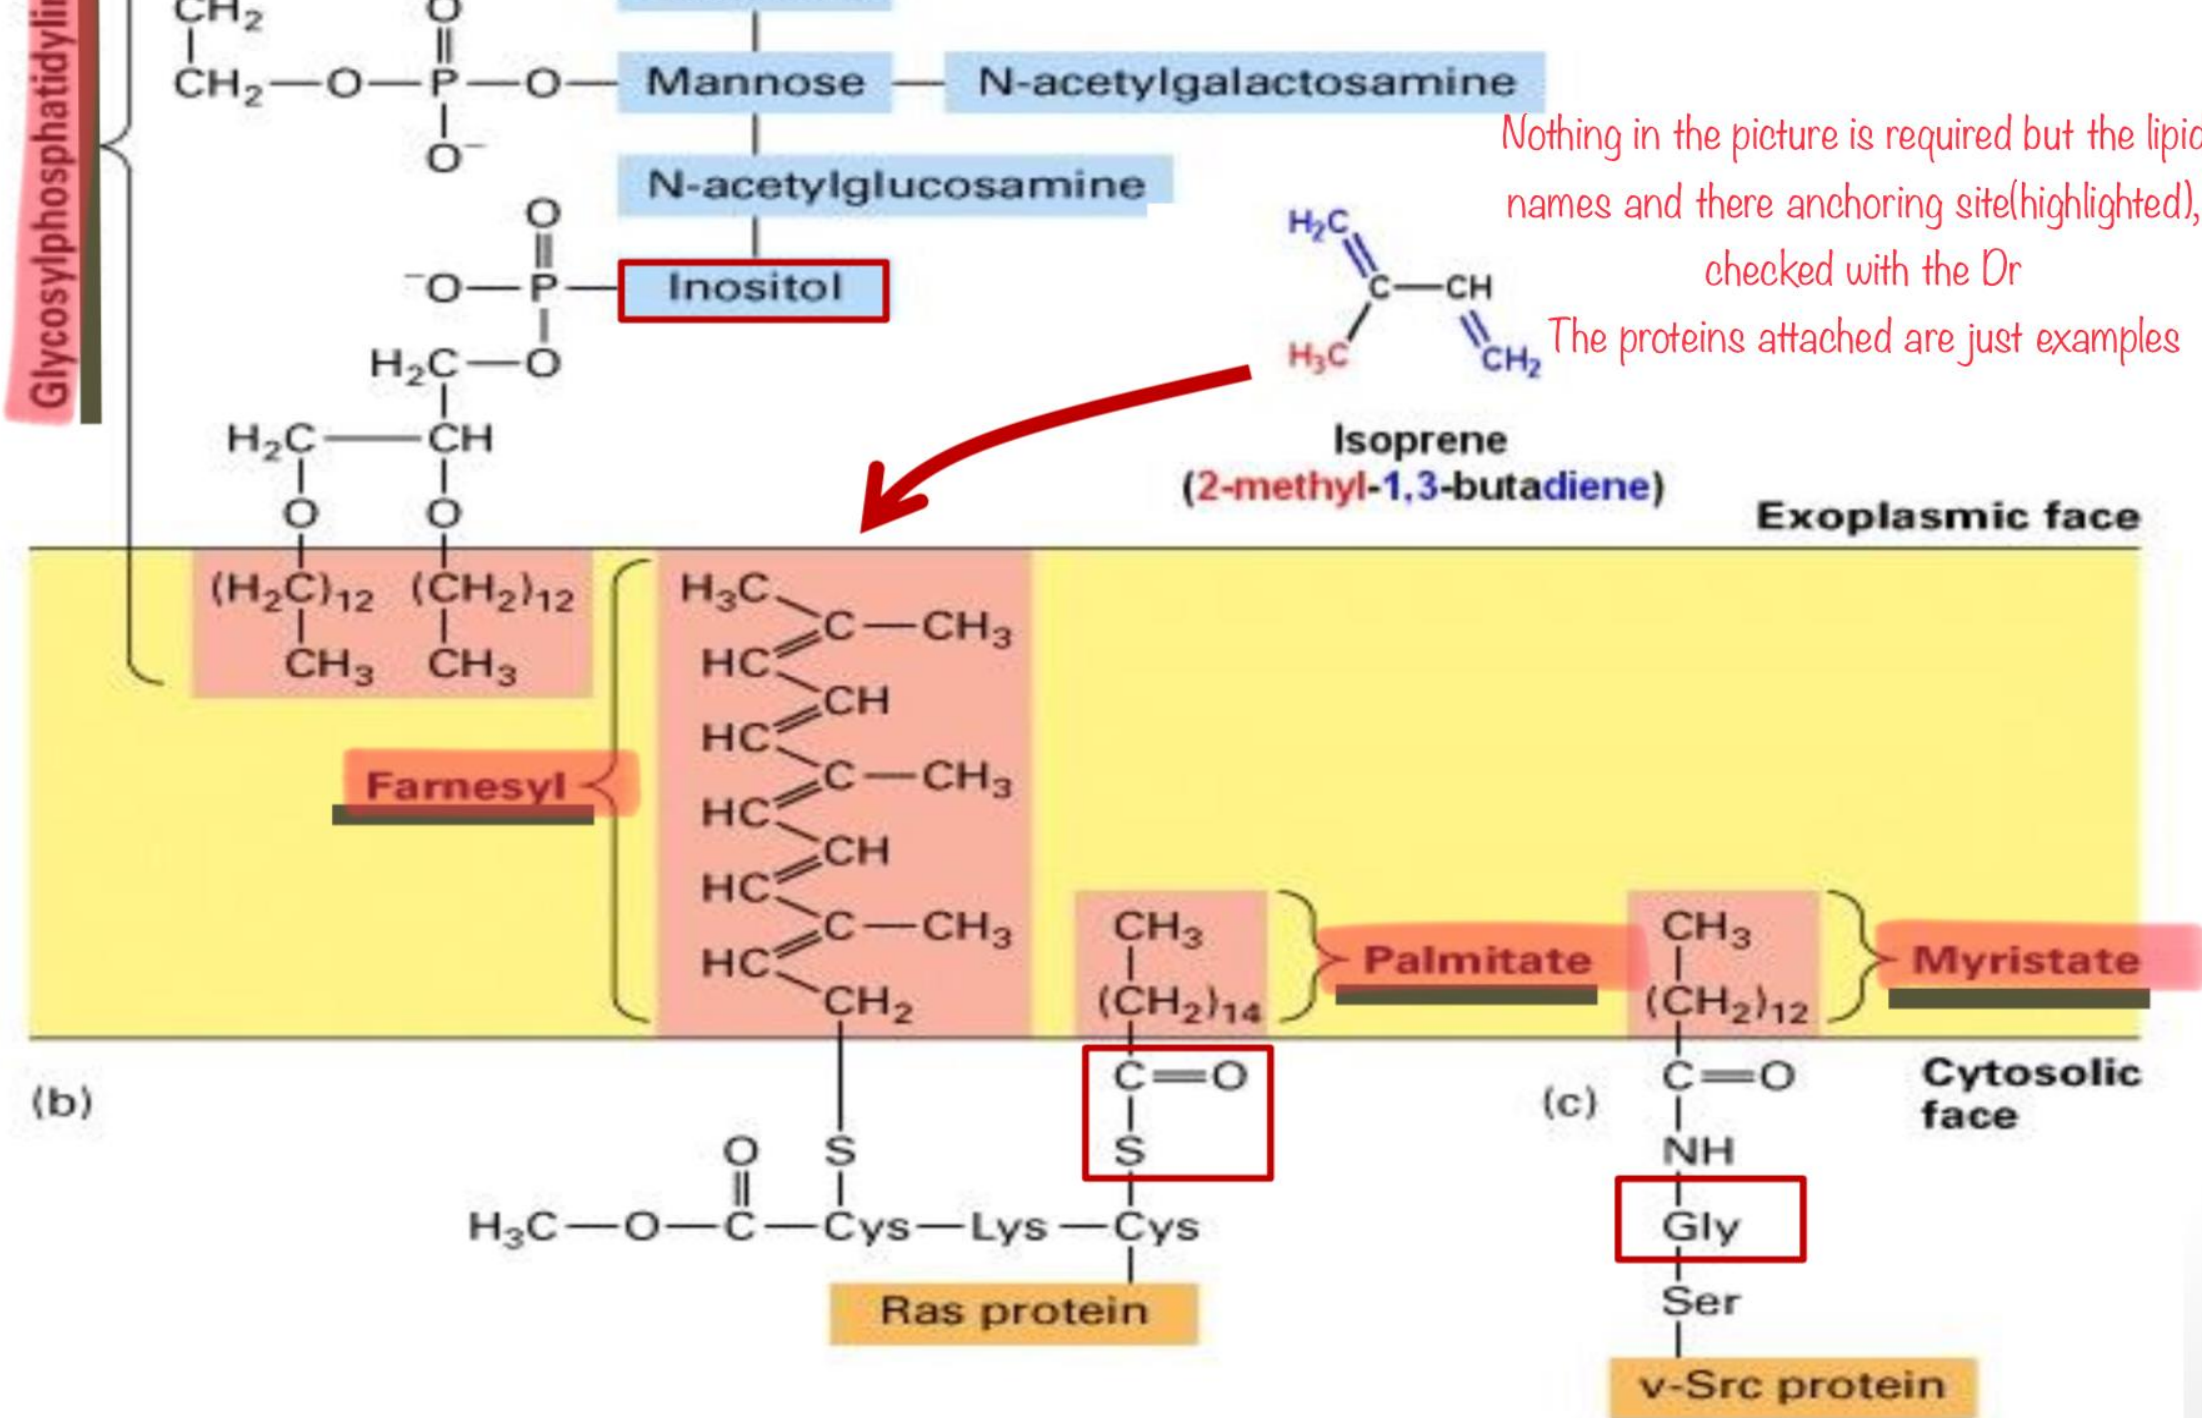 Glycosylphosphatidylin
CH₂
O
CH₂—O—P—O—
Mannose
N-acetylgalactosamine
O⁻
N-acetylglucosamine
O
⁻O—P—
Inositol
O
H₂C—O
H₂C—CH
O O
H₂C
C—CH
H₃C
CH₂
Isoprene
(2-methyl-1,3-butadiene)
Nothing in the picture is required but the lipid
names and there anchoring site(highlighted),
checked with the Dr
The proteins attached are just examples
Exoplasmic face
(H₂C)₁₂ (CH₂)₁₂
CH₃ CH₃
Farnesyl
H₃C
C—CH₃
HC
CH
HC
C—CH₃
HC
CH
HC
C—CH₃
HC
CH₂
CH₃
(CH₂)₁₄
Palmitate
CH₃
(CH₂)₁₂
Myristate
(b)
C=O
S
(c)
C=O
NH
Cytosolic
face
O S
H₃C—O—C—Cys—Lys—Cys
Gly
Ser
Ras protein
v-Src protein